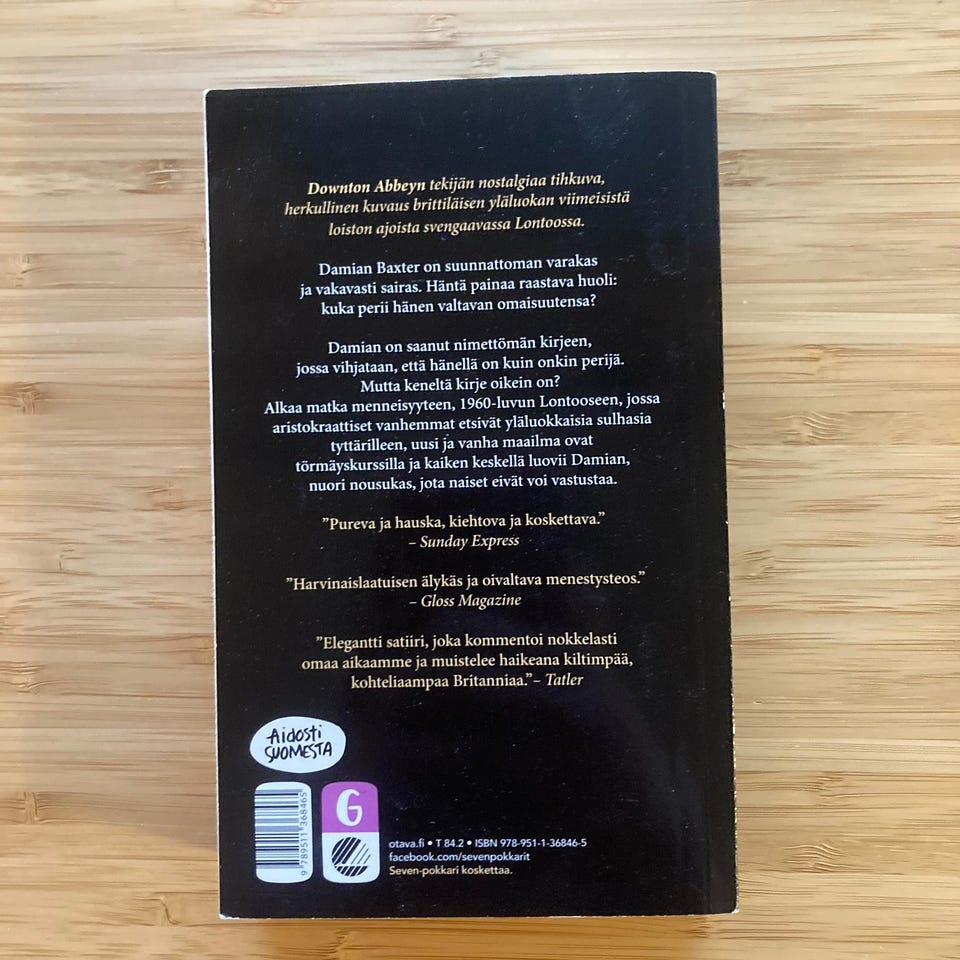 Downton Abbeyn tekijän nostalgiaa tihkuva,
herkullinen kuvaus brittiläisen yläluokan viimeisistä
loiston ajoista svengaavassa Lontoossa.
Damian Baxter on suunnattoman varakas
ja vakavasti sairas. Häntä painaa raastava huoli:
kuka perii hänen valtavan omaisuutensa?
Damian on saanut nimettömän kirjeen,
jossa vihjataan, että hänellä on kuin onkin perijä.
Mutta keneltä kirje oikein on?
Alkaa matka menneisyyteen, 1960-luvun Lontooseen, jossa
aristokraattiset vanhemmat etsivät yläluokkaisia sulhasia
tyttärilleen, uusi ja vanha maailma ovat
törmäyskurssilla ja kaiken keskellä luovii Damian,
nuori nousukas, jota naiset eivät voi vastustaa.
”Pureva ja hauska, kiehtova ja koskettava.”
– Sunday Express
”Harvinaislaatuisen älykäs ja oivaltava menestysteos.”
– Gloss Magazine
”Elegantti satiiri, joka kommentoi nokkelasti
omaa aikaamme ja muistelee haikeana kiltimpää,
kohteliaampaa Britanniaa.” – Tatler
Aidosti
SUOMESTA
9 789511 368465
G
otava.fi • T 84.2 • ISBN 978-951-1-36846-5
facebook.com/sevenpokkarit
Seven-pokkari koskettaa.